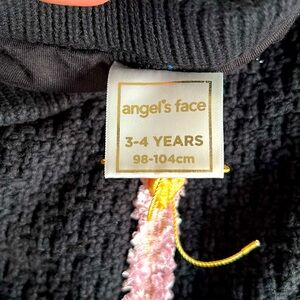 angel's face
3-4 YEARS
98-104cm